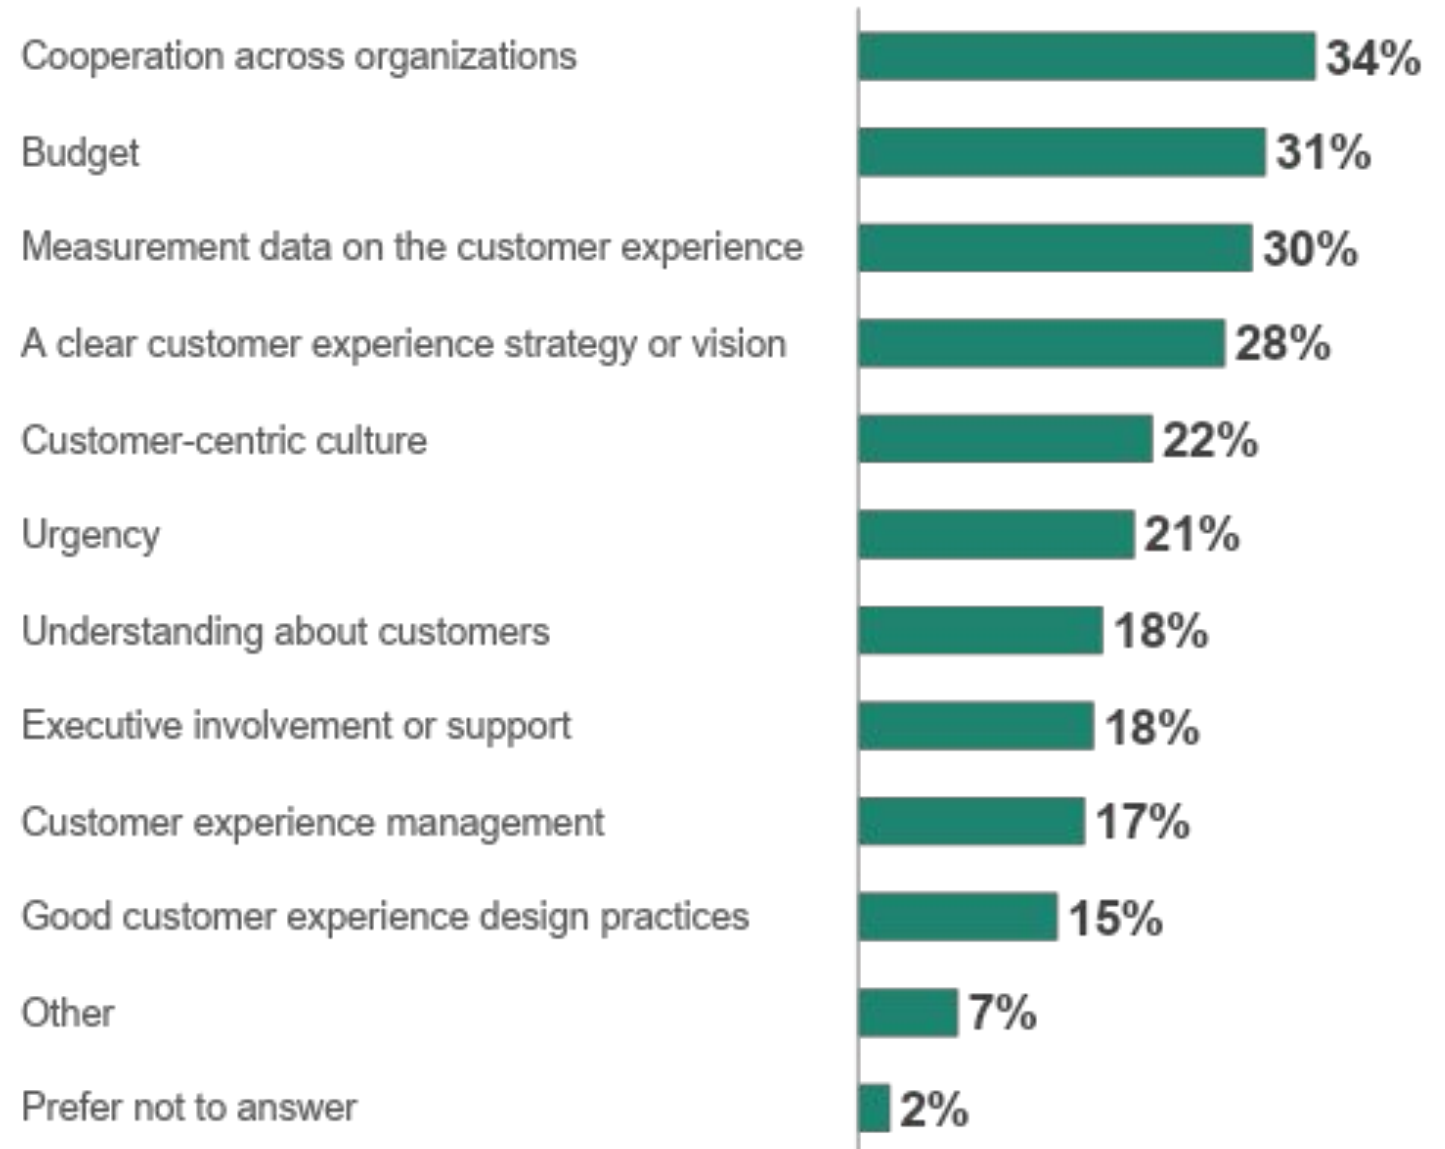 Cooperation across organizations 34%
Budget 31%
Measurement data on the customer experience 30%
A clear customer experience strategy or vision 28%
Customer-centric culture 22%
Urgency 21%
Understanding about customers 18%
Executive involvement or support 18%
Customer experience management 17%
Good customer experience design practices 15%
Other 7%
Prefer not to answer 2%